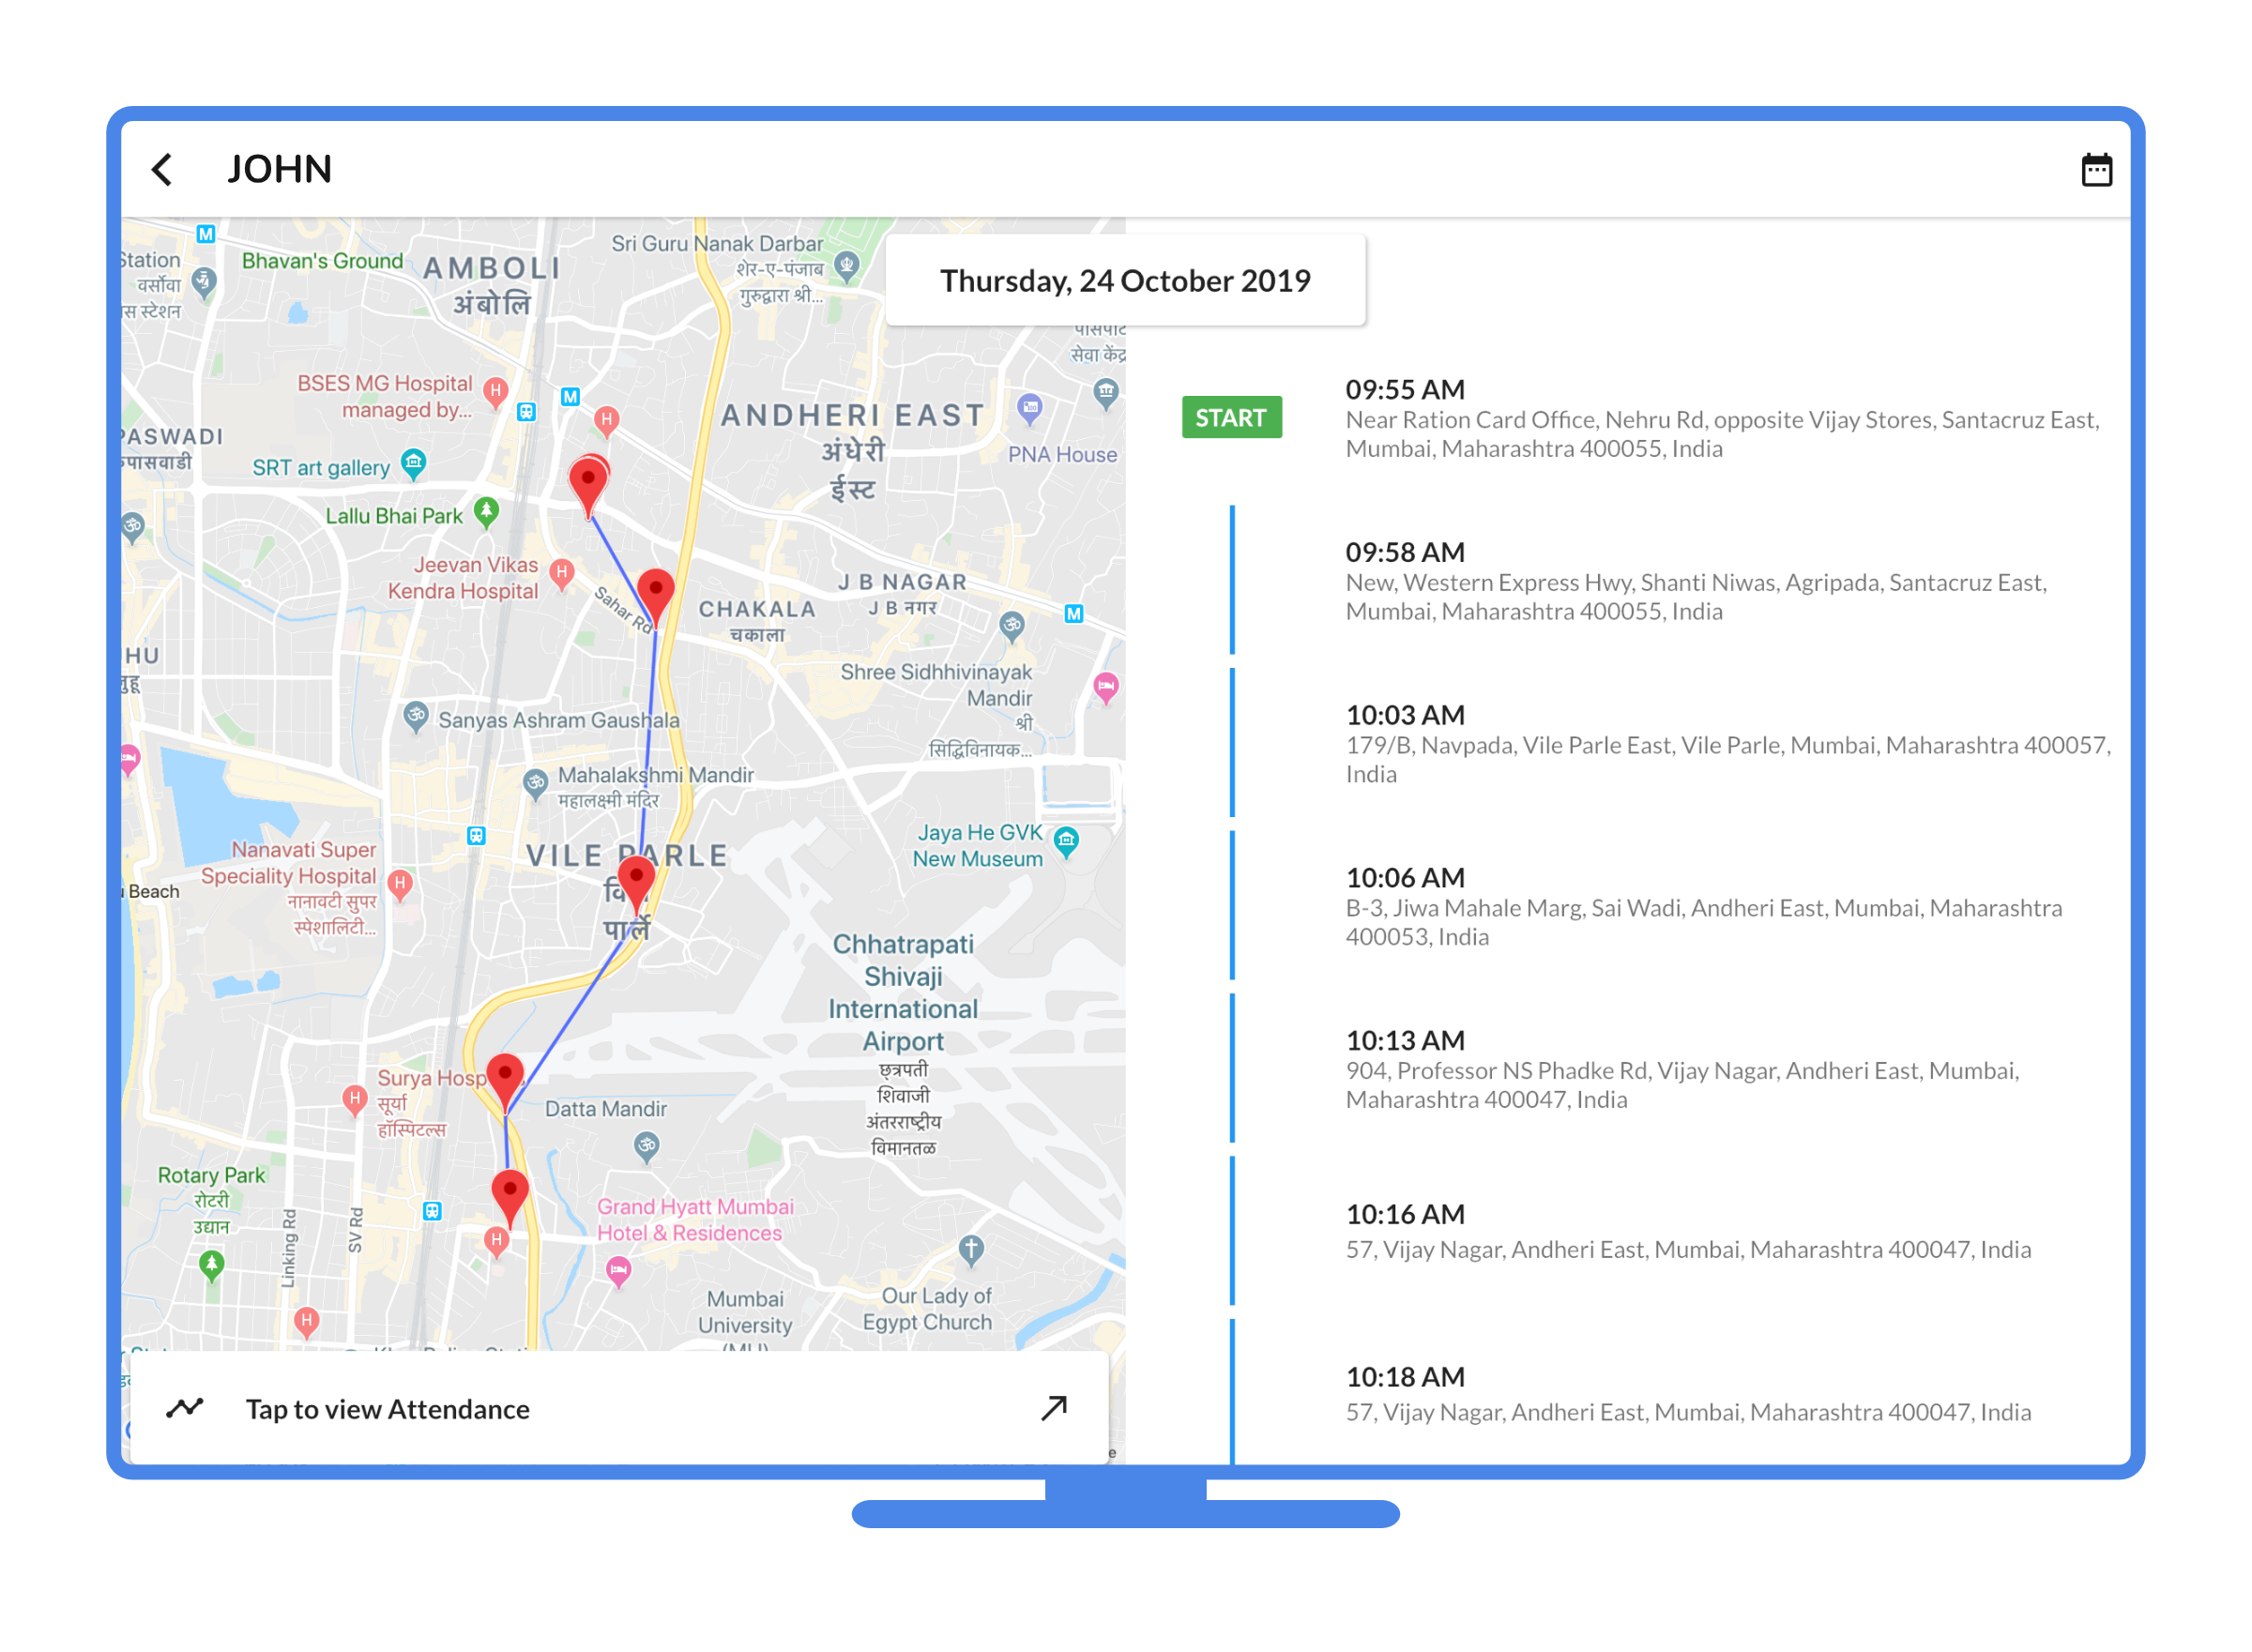 JOHN
Thursday, 24 October 2019
Station
वर्सोवा
Bhavan's Ground
AMBOLI
अंबोलि
Sri Guru Nanak Darbar
शेर-ए-पंजाब
गुरुद्वारा श्री...
सेवा केंद्र
BSES MG Hospital
managed by...
PASWADI
SRT art gallery
Lallu Bhai Park
ANDHERI EAST
अंधेरी
ईस्ट
PNA House
Jeevan Vikas
Kendra Hospital
Sahar Rd
CHAKALA
चकाला
J B NAGAR
J B नगर
Shree Sidhhivinayak
Mandir
श्री
सिद्धिविनायक...
Sanyas Ashram Gaushala
Mahalakshmi Mandir
महालक्ष्मी मंदिर
VILE PARLE
पार्ले
Jaya He GVK
New Museum
Nanavati Super
Speciality Hospital
नानावटी सुपर
स्पेशालिटी...
Beach
Chhatrapati
Shivaji
International
Airport
छत्रपती
शिवाजी
अंतरराष्ट्रीय
विमानतळ
Surya Hosp
सूर्या
हॉस्पिटल्स
Datta Mandir
Rotary Park
रोटरी
उद्यान
Linking Rd
SV Rd
Grand Hyatt Mumbai
Hotel & Residences
Mumbai
University
(MU)
Our Lady of
Egypt Church
Tap to view Attendance
START
09:55 AM
Near Ration Card Office, Nehru Rd, opposite Vijay Stores, Santacruz East,
Mumbai, Maharashtra 400055, India
09:58 AM
New, Western Express Hwy, Shanti Niwas, Agripada, Santacruz East,
Mumbai, Maharashtra 400055, India
10:03 AM
179/B, Navpada, Vile Parle East, Vile Parle, Mumbai, Maharashtra 400057,
India
10:06 AM
B-3, Jiwa Mahale Marg, Sai Wadi, Andheri East, Mumbai, Maharashtra
400053, India
10:13 AM
904, Professor NS Phadke Rd, Vijay Nagar, Andheri East, Mumbai,
Maharashtra 400047, India
10:16 AM
57, Vijay Nagar, Andheri East, Mumbai, Maharashtra 400047, India
10:18 AM
57, Vijay Nagar, Andheri East, Mumbai, Maharashtra 400047, India